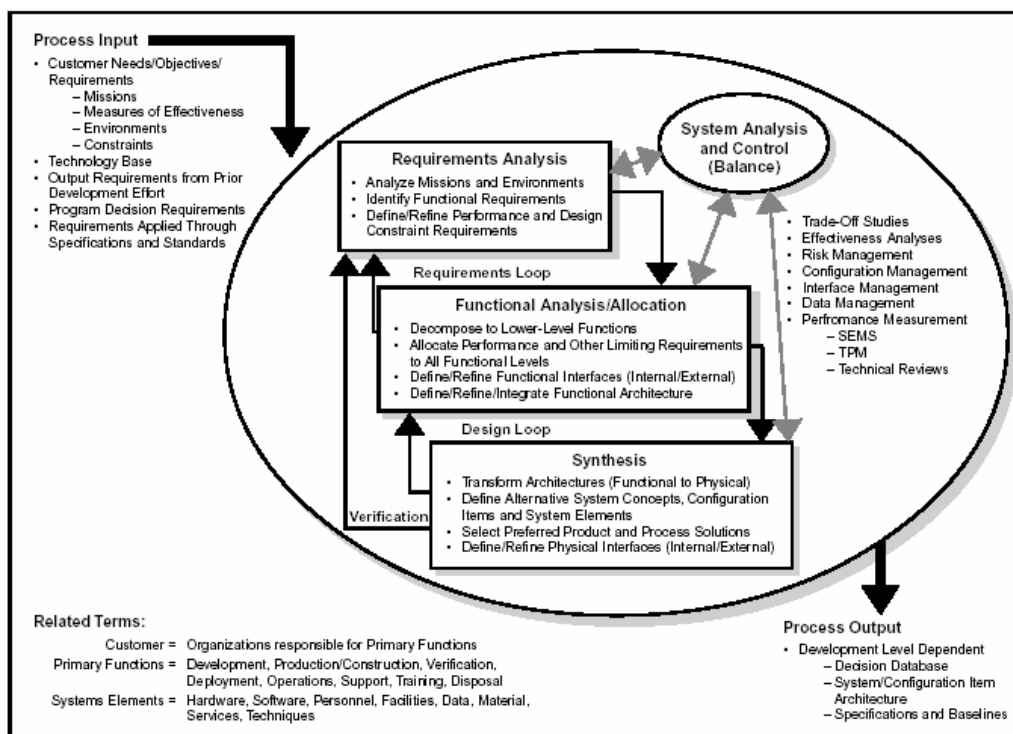 Process Input
• Customer Needs/Objectives/
Requirements
– Missions
– Measures of Effectiveness
– Environments
– Constraints
• Technology Base
• Output Requirements from Prior
Development Effort
• Program Decision Requirements
• Requirements Applied Through
Specifications and Standards
System Analysis
and Control
(Balance)
Requirements Analysis
• Analyze Missions and Environments
• Identify Functional Requirements
• Define/Refine Performance and Design
Constraint Requirements
• Trade-Off Studies
• Effectiveness Analyses
• Risk Management
• Configuration Management
• Interface Management
• Data Management
• Perfromance Measurement
– SEMS
– TPM
– Technical Reviews
Requirements Loop
Functional Analysis/Allocation
• Decompose to Lower-Level Functions
• Allocate Performance and Other Limiting Requirements
to All Functional Levels
• Define/Refine Functional Interfaces (Internal/External)
• Define/Refine/Integrate Functional Architecture
Design Loop
Synthesis
• Transform Architectures (Functional to Physical)
• Define Alternative System Concepts, Configuration
Items and System Elements
• Select Preferred Product and Process Solutions
• Define/Refine Physical Interfaces (Internal/External)
Verification
Related Terms:
Customer = Organizations responsible for Primary Functions
Primary Functions = Development, Production/Construction, Verification,
Deployment, Operations, Support, Training, Disposal
Systems Elements = Hardware, Software, Personnel, Facilities, Data, Material,
Services, Techniques
Process Output
• Development Level Dependent
– Decision Database
– System/Configuration Item
Architecture
– Specifications and Baselines